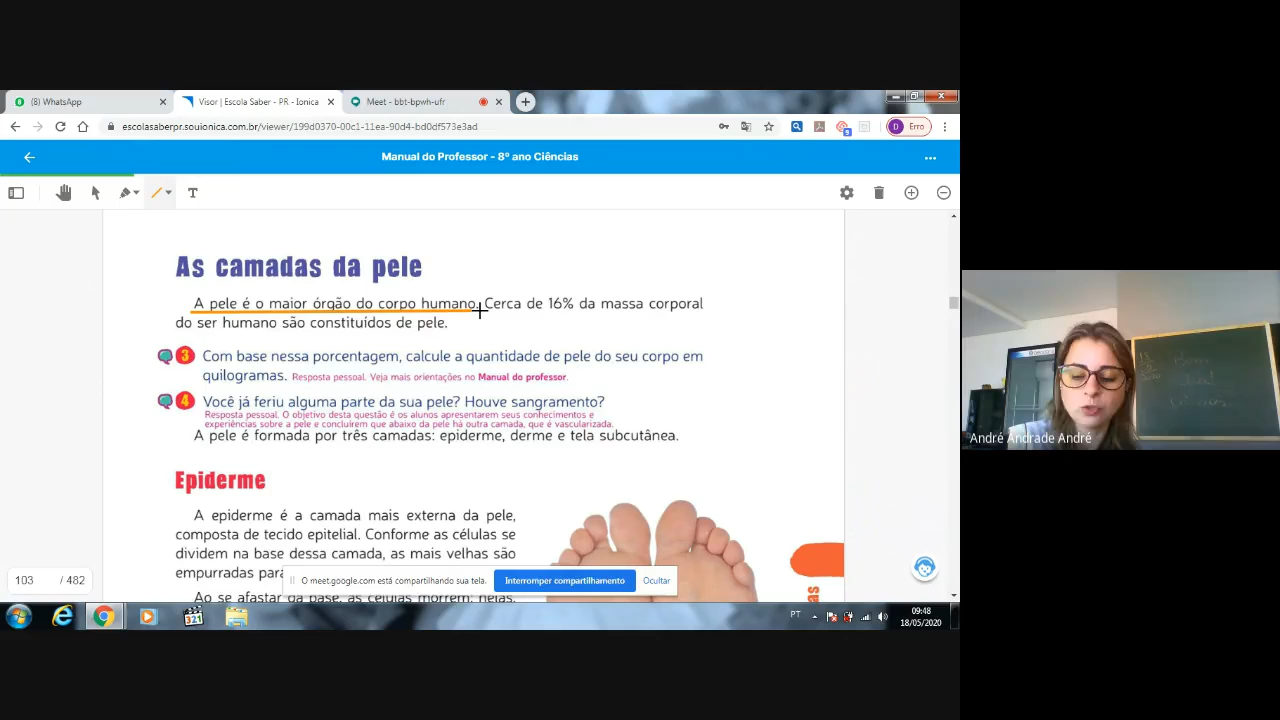 (8) WhatsApp
Visor | Escola Saber - PR - Ionica
Meet - bbt-bpwh-ufr
escolasaberpr.souionica.com.br/viewer/199d0370-00c1-11ea-90d4-bd0df573e3ad
D Erro
Manual do Professor - 8º ano Ciências
T
As camadas da pele
A pele é o maior órgão do corpo humano. Cerca de 16% da massa corporal
do ser humano são constituídos de pele.
3 Com base nessa porcentagem, calcule a quantidade de pele do seu corpo em
quilogramas. Resposta pessoal. Veja mais orientações no Manual do professor.
4 Você já feriu alguma parte da sua pele? Houve sangramento?
Resposta pessoal. O objetivo desta questão é os alunos apresentarem seus conhecimentos e
experiências sobre a pele e concluírem que abaixo da pele há outra camada, que é vascularizada.
A pele é formada por três camadas: epiderme, derme e tela subcutânea.
Epiderme
A epiderme é a camada mais externa da pele,
composta de tecido epitelial. Conforme as células se
dividem na base dessa camada, as mais velhas são
empurradas para
Ao se afastar da base, as células morrem; nelas,
103 / 482
O meet.google.com está compartilhando sua tela.
Interromper compartilhamento
Ocultar
321
PT
09:48
18/05/2020
André Andrade André